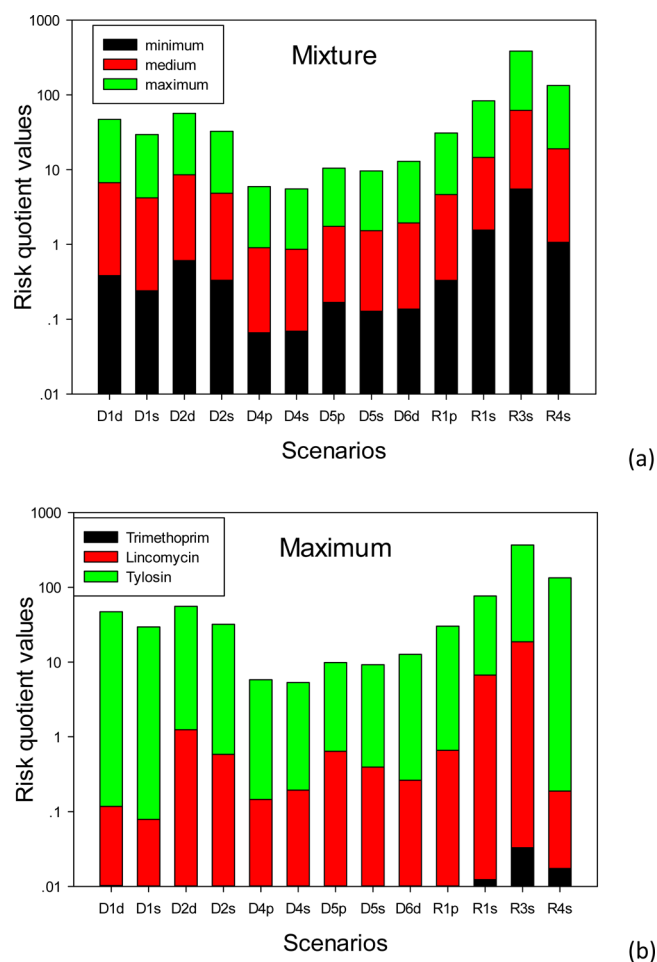 1000
100
10
1
.1
.01
Risk quotient values
minimum
medium
maximum
Mixture
D1d D1s D2d D2s D4p D4s D5p D5s D6d R1p R1s R3s R4s
Scenarios
(a)
1000
100
10
1
.1
.01
Risk quotient values
Trimethoprim
Lincomycin
Tylosin
Maximum
D1d D1s D2d D2s D4p D4s D5p D5s D6d R1p R1s R3s R4s
Scenarios
(b)